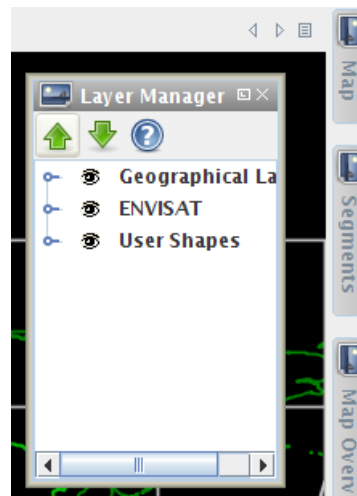 Layer Manager
Geographical La
ENVISAT
User Shapes
Map
Segments
Map Overv